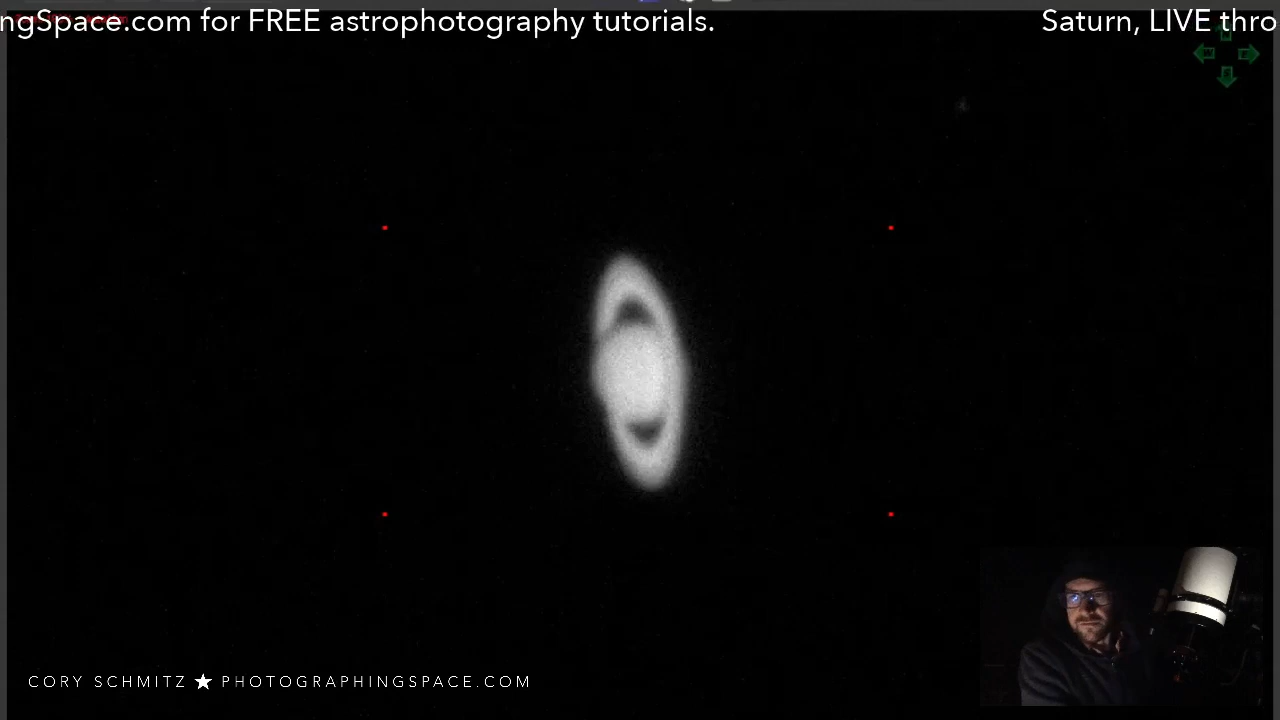 ngSpace.com for FREE astrophotography tutorials. Saturn, LIVE thro
CORY SCHMITZ ★ PHOTOGRAPHINGSPACE.COM